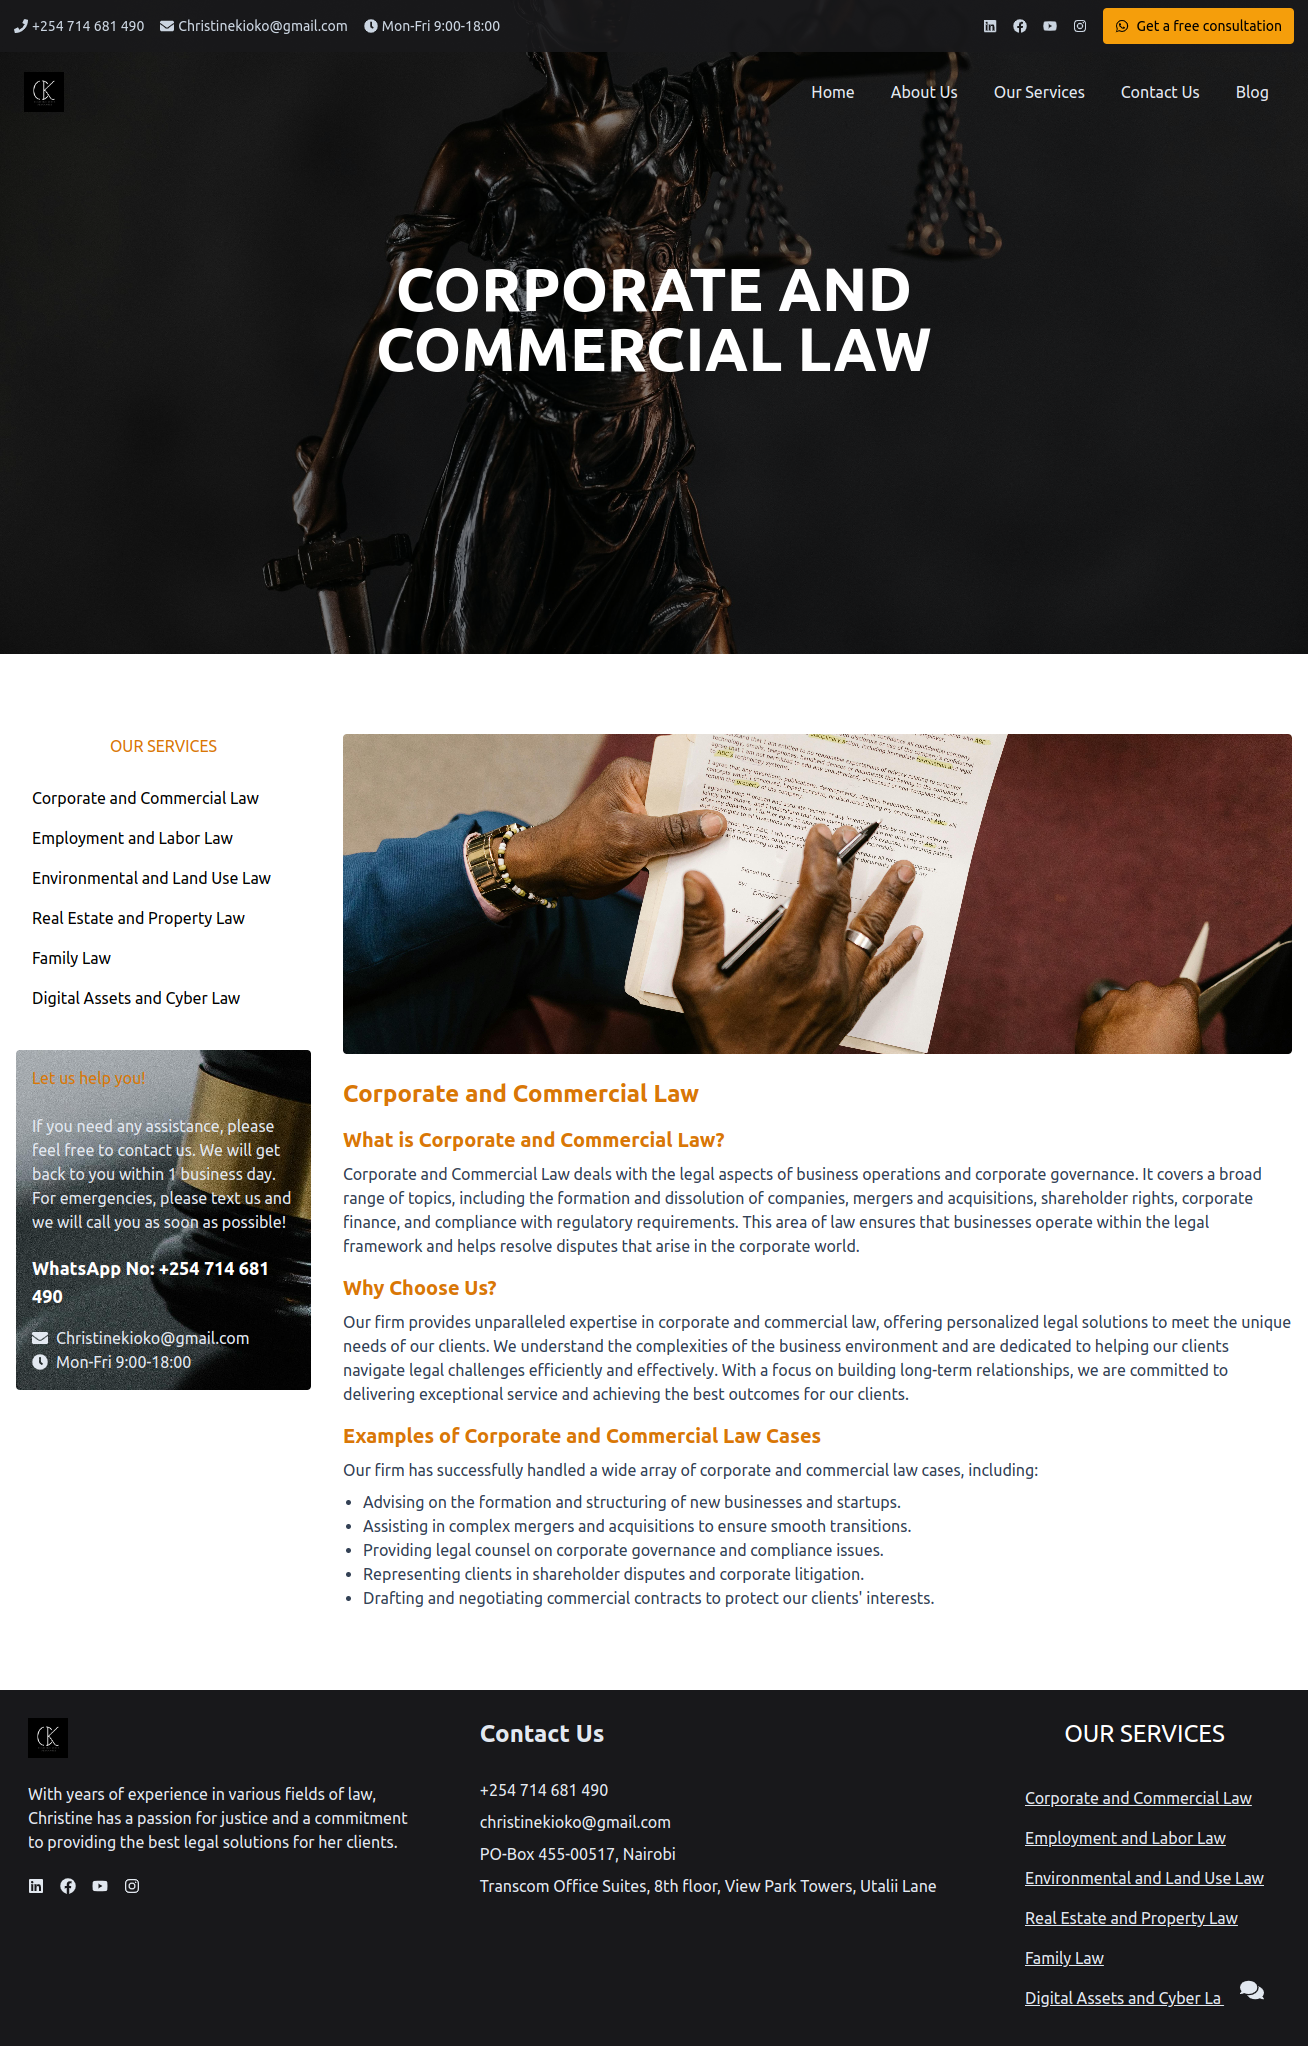 +254 714 681 490 Christinekioko@gmail.com Mon-Fri 9:00-18:00 Get a free consultation
CK Home About Us Our Services Contact Us Blog
CORPORATE AND
COMMERCIAL LAW
OUR SERVICES
Corporate and Commercial Law
Employment and Labor Law
Environmental and Land Use Law
Real Estate and Property Law
Family Law
Digital Assets and Cyber Law
Let us help you!
If you need any assistance, please
feel free to contact us. We will get
back to you within 1 business day.
For emergencies, please text us and
we will call you as soon as possible!
WhatsApp No: +254 714 681
490
Christinekioko@gmail.com
Mon-Fri 9:00-18:00
Corporate and Commercial Law
What is Corporate and Commercial Law?
Corporate and Commercial Law deals with the legal aspects of business operations and corporate governance. It covers a broad
range of topics, including the formation and dissolution of companies, mergers and acquisitions, shareholder rights, corporate
finance, and compliance with regulatory requirements. This area of law ensures that businesses operate within the legal
framework and helps resolve disputes that arise in the corporate world.
Why Choose Us?
Our firm provides unparalleled expertise in corporate and commercial law, offering personalized legal solutions to meet the unique
needs of our clients. We understand the complexities of the business environment and are dedicated to helping our clients
navigate legal challenges efficiently and effectively. With a focus on building long-term relationships, we are committed to
delivering exceptional service and achieving the best outcomes for our clients.
Examples of Corporate and Commercial Law Cases
Our firm has successfully handled a wide array of corporate and commercial law cases, including:
• Advising on the formation and structuring of new businesses and startups.
• Assisting in complex mergers and acquisitions to ensure smooth transitions.
• Providing legal counsel on corporate governance and compliance issues.
• Representing clients in shareholder disputes and corporate litigation.
• Drafting and negotiating commercial contracts to protect our clients' interests.
CK
With years of experience in various fields of law,
Christine has a passion for justice and a commitment
to providing the best legal solutions for her clients.
Contact Us
+254 714 681 490
christinekioko@gmail.com
PO-Box 455-00517, Nairobi
Transcom Office Suites, 8th floor, View Park Towers, Utalii Lane
OUR SERVICES
Corporate and Commercial Law
Employment and Labor Law
Environmental and Land Use Law
Real Estate and Property Law
Family Law
Digital Assets and Cyber La